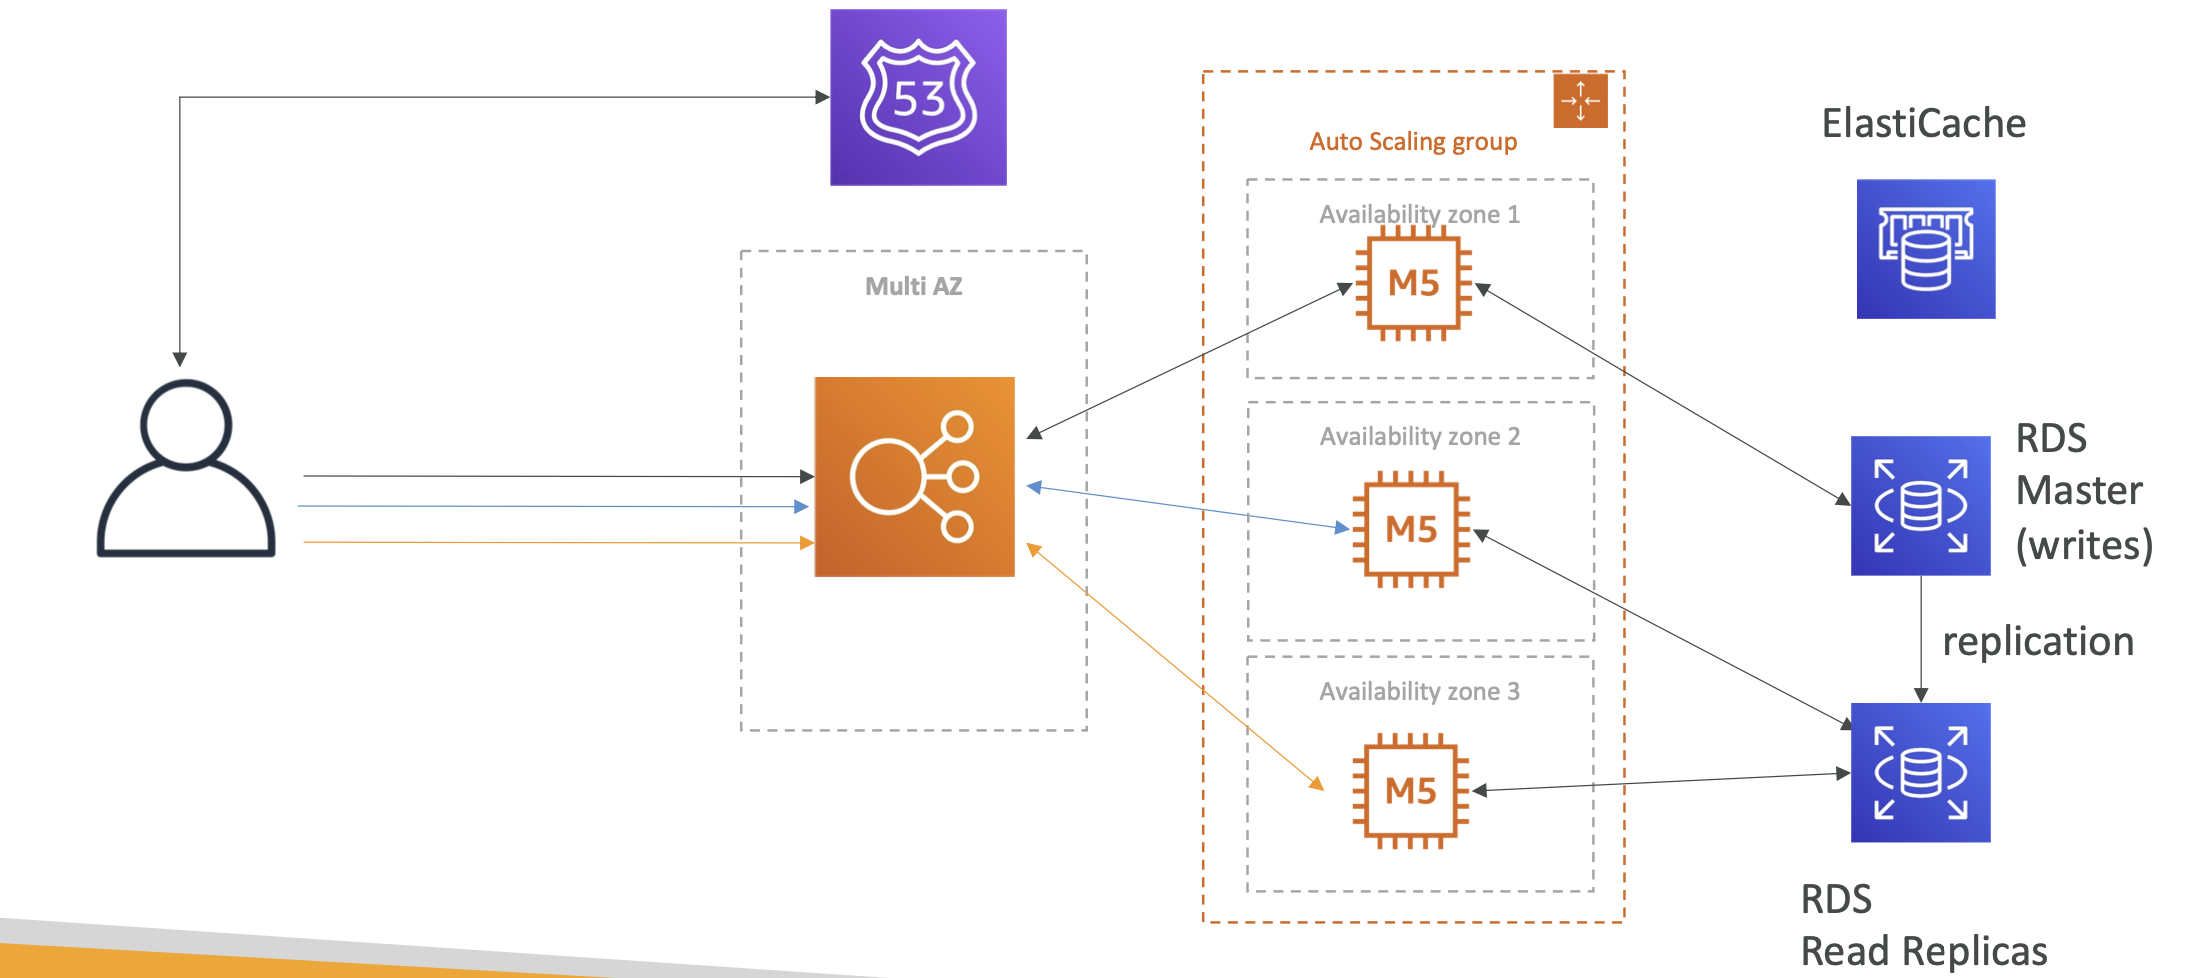 53
Auto Scaling group
ElastiCache
Availability zone 1
M5
Multi AZ
Availability zone 2
M5
RDS
Master
(writes)
replication
Availability zone 3
M5
RDS
Read Replicas